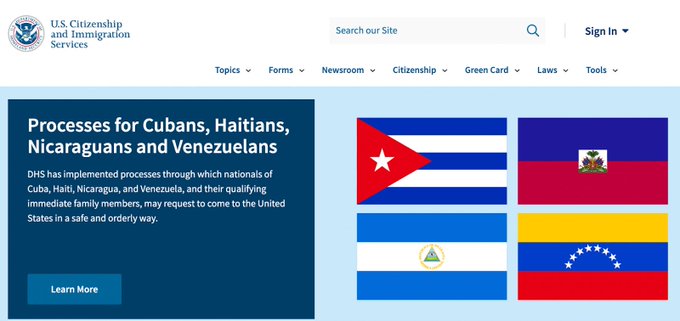 U.S. Citizenship
and Immigration
Services
Search our Site
Sign In
Topics Forms Newsroom Citizenship Green Card Laws Tools
Processes for Cubans, Haitians,
Nicaraguans and Venezuelans
DHS has implemented processes through which nationals of
Cuba, Haiti, Nicaragua, and Venezuela, and their qualifying
immediate family members, may request to come to the United
States in a safe and orderly way.
Learn More